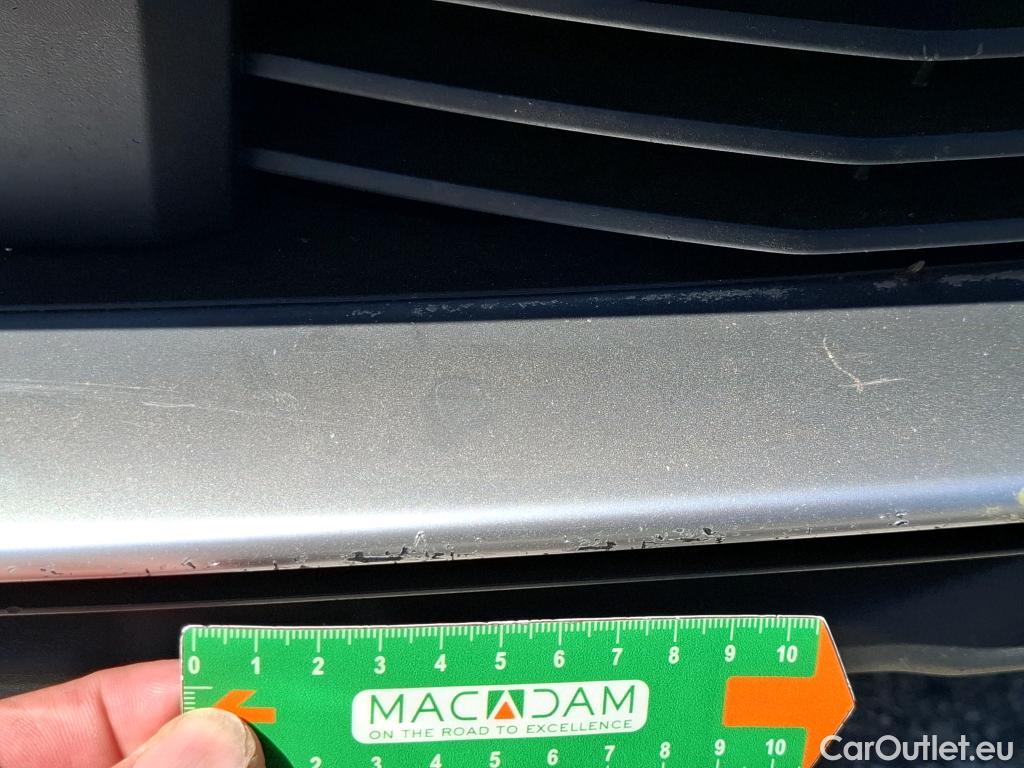 0 1 2 3 4 5 6 7 8 9 10
MACADAM
ON THE ROAD TO EXCELLENCE
2 3 4 5 6 7 8 9 10
CarOutlet.eu